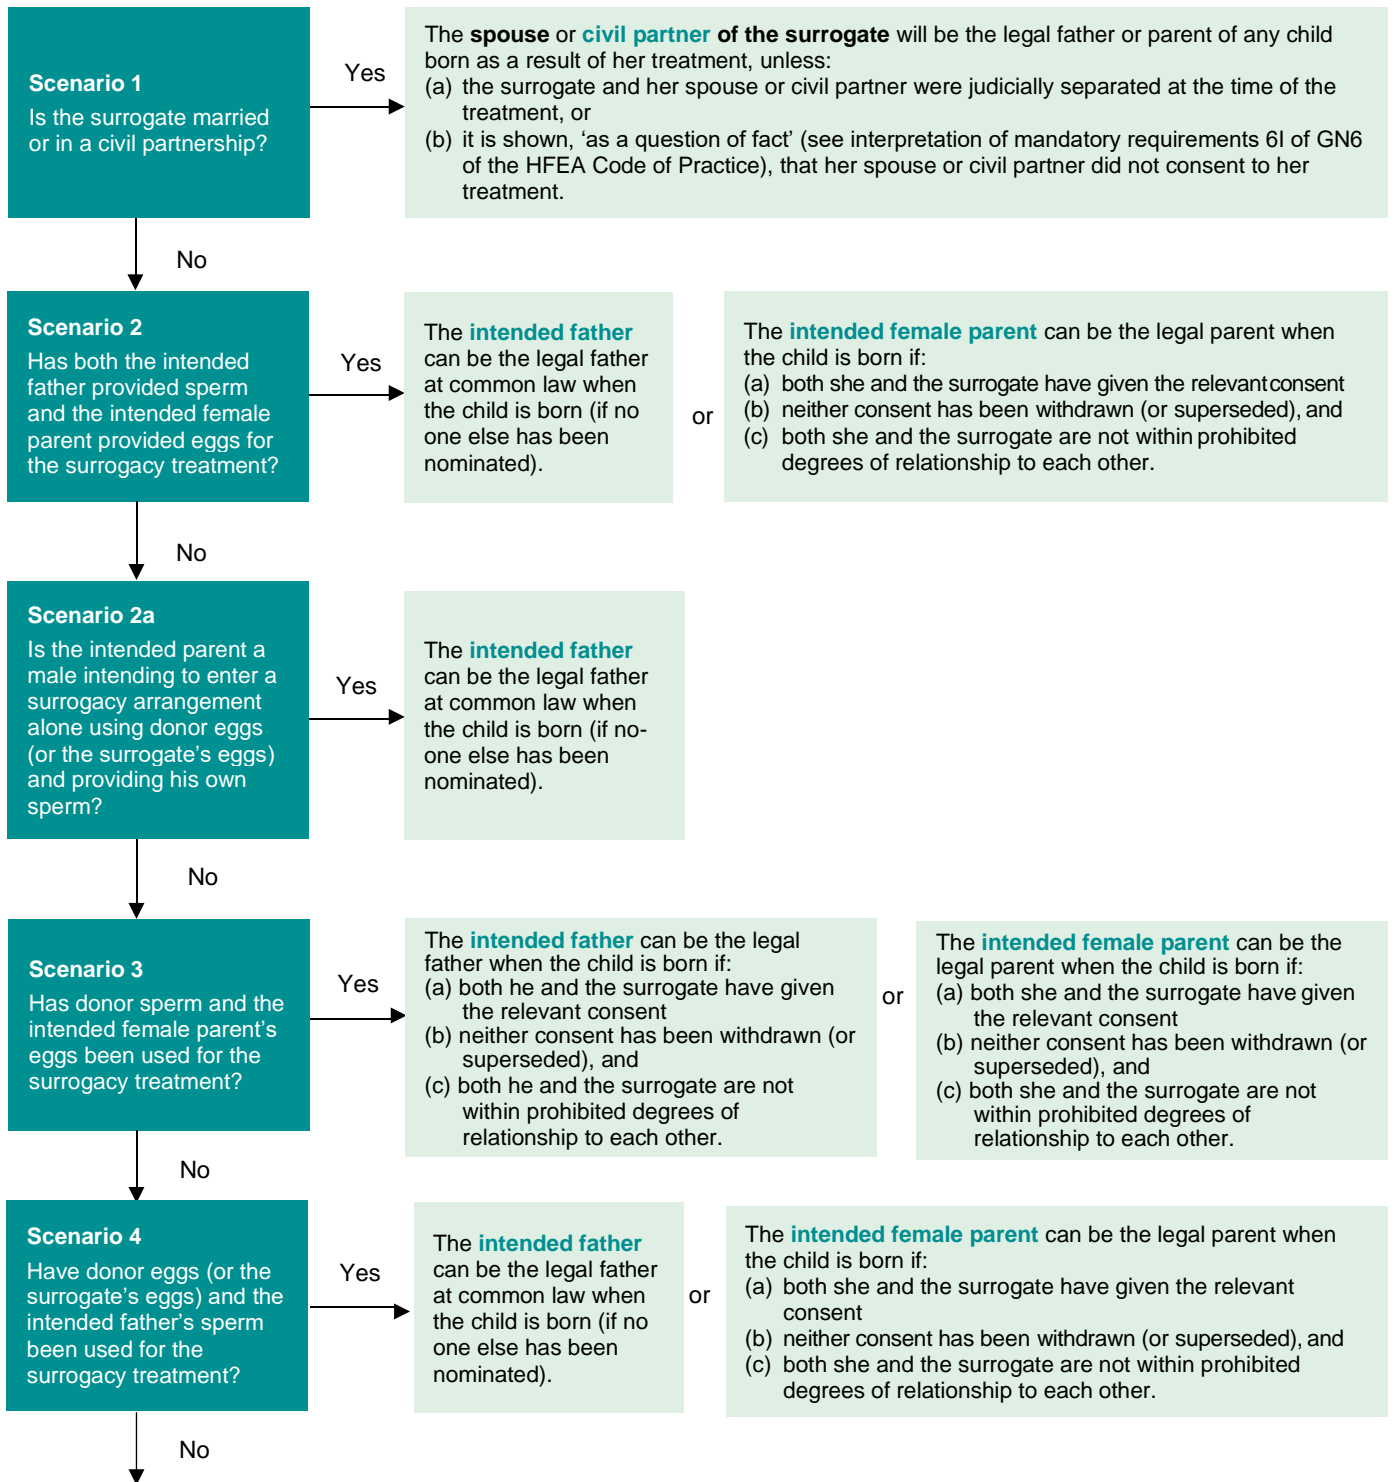 Scenario 1
Is the surrogate married
or in a civil partnership?
Yes
The spouse or civil partner of the surrogate will be the legal father or parent of any child
born as a result of her treatment, unless:
(a) the surrogate and her spouse or civil partner were judicially separated at the time of the
treatment, or
(b) it is shown, ‘as a question of fact’ (see interpretation of mandatory requirements 6I of GN6
of the HFEA Code of Practice), that her spouse or civil partner did not consent to her
treatment.
No
Scenario 2
Has both the intended
father provided sperm
and the intended female
parent provided eggs for
the surrogacy treatment?
Yes
The intended father
can be the legal father
at common law when
the child is born (if no
one else has been
nominated).
or
The intended female parent can be the legal parent when
the child is born if:
(a) both she and the surrogate have given the relevant consent
(b) neither consent has been withdrawn (or superseded), and
(c) both she and the surrogate are not within prohibited
degrees of relationship to each other.
No
Scenario 2a
Is the intended parent a
male intending to enter a
surrogacy arrangement
alone using donor eggs
(or the surrogate’s eggs)
and providing his own
sperm?
Yes
The intended father
can be the legal father
at common law when
the child is born (if no-
one else has been
nominated).
No
Scenario 3
Has donor sperm and the
intended female parent’s
eggs been used for the
surrogacy treatment?
Yes
The intended father can be the legal
father when the child is born if:
(a) both he and the surrogate have given
the relevant consent
(b) neither consent has been withdrawn (or
superseded), and
(c) both he and the surrogate are not
within prohibited degrees of
relationship to each other.
or
The intended female parent can be the
legal parent when the child is born if:
(a) both she and the surrogate have given
the relevant consent
(b) neither consent has been withdrawn (or
superseded), and
(c) both she and the surrogate are not
within prohibited degrees of
relationship to each other.
No
Scenario 4
Have donor eggs (or the
surrogate’s eggs) and the
intended father’s sperm
been used for the
surrogacy treatment?
Yes
The intended father
can be the legal father
at common law when
the child is born (if no
one else has been
nominated).
or
The intended female parent can be the legal parent when
the child is born if:
(a) both she and the surrogate have given the relevant
consent
(b) neither consent has been withdrawn (or superseded), and
(c) both she and the surrogate are not within prohibited
degrees of relationship to each other.
No